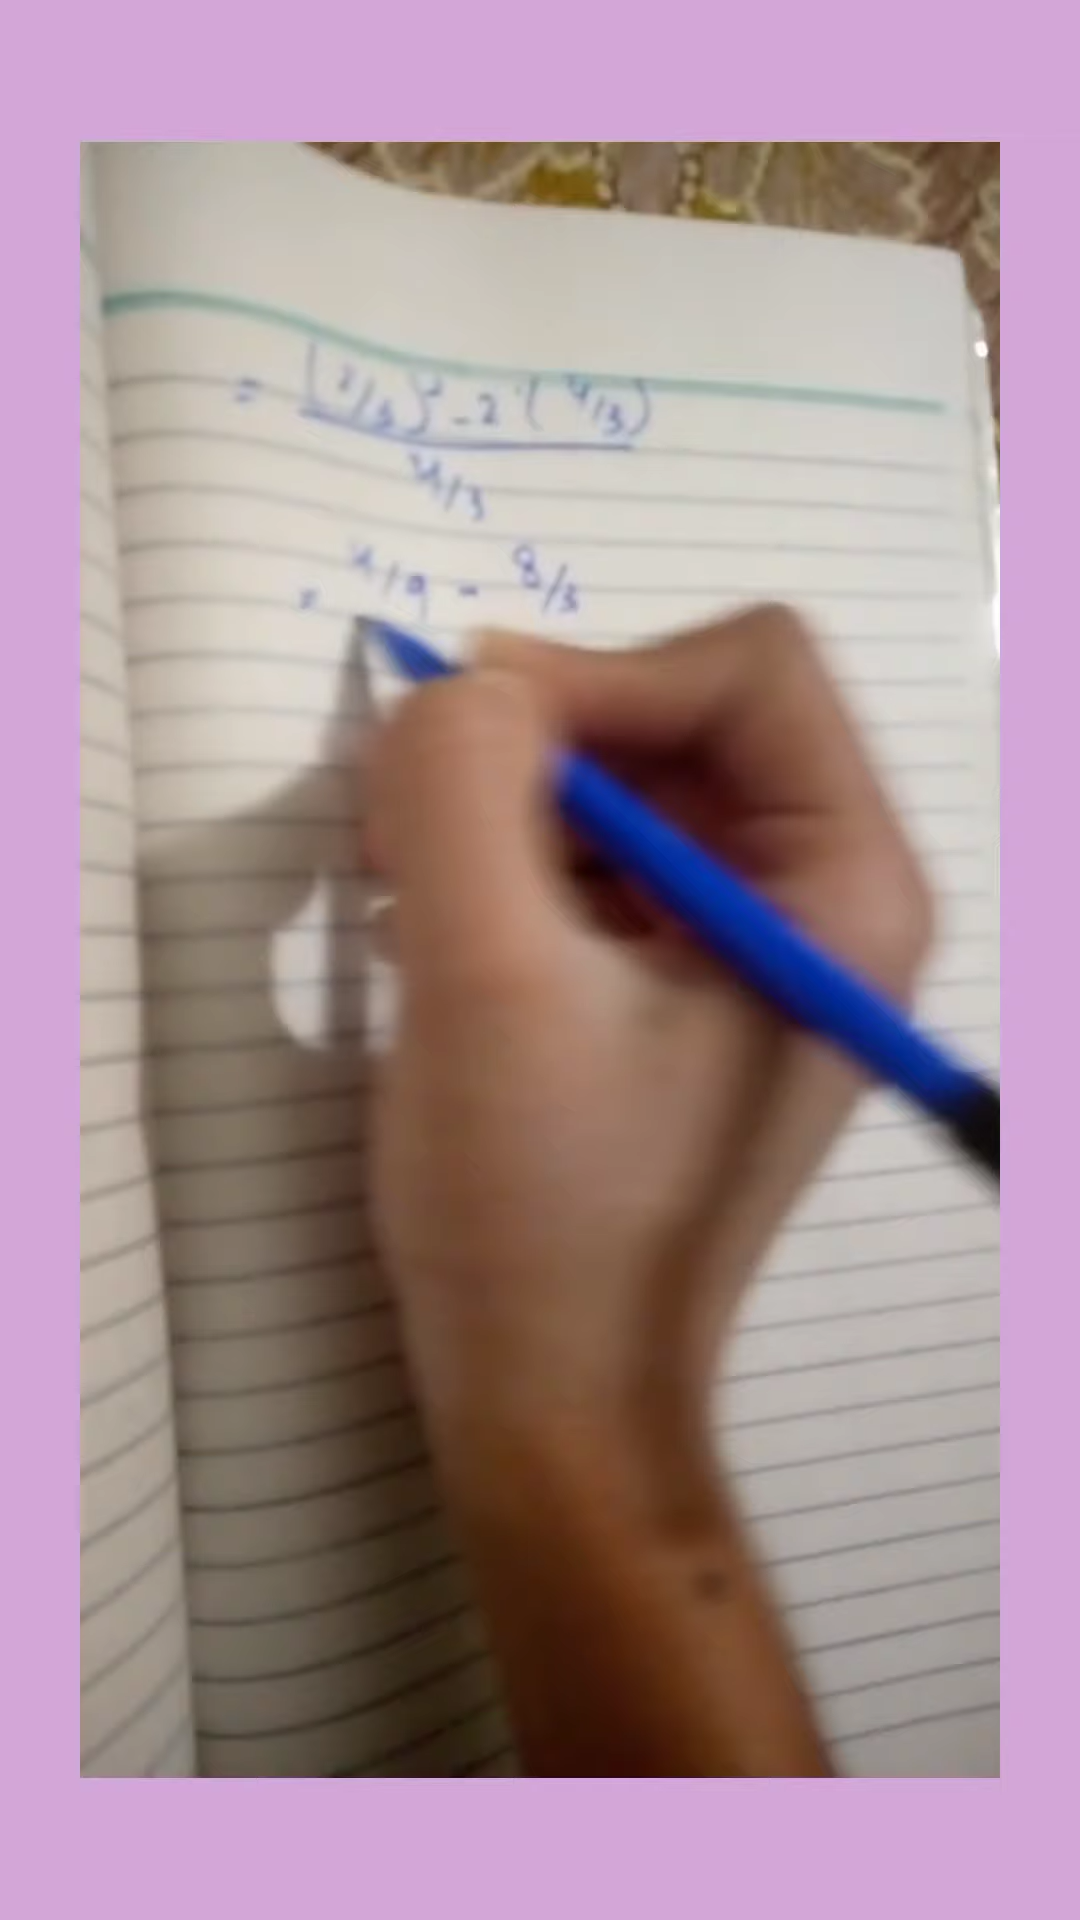 = (2/3)² - 2 (4/3)
4/3
= 4/9 - 8/3